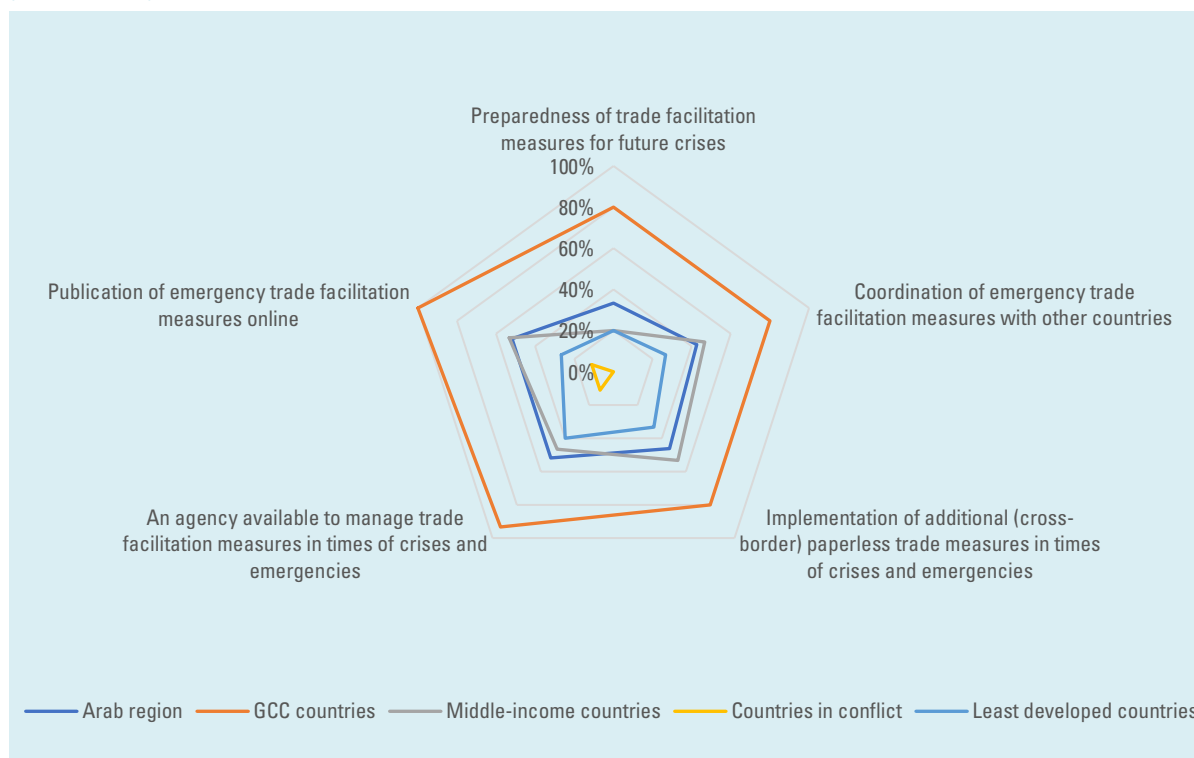 Preparedness of trade facilitation
measures for future crises
100%
80%
60%
40%
20%
0%
Publication of emergency trade facilitation
measures online
Coordination of emergency trade
facilitation measures with other countries
An agency available to manage trade
facilitation measures in times of crises and
emergencies
Implementation of additional (cross-
border) paperless trade measures in times
of crises and emergencies
Arab region GCC countries Middle-income countries Countries in conflict Least developed countries